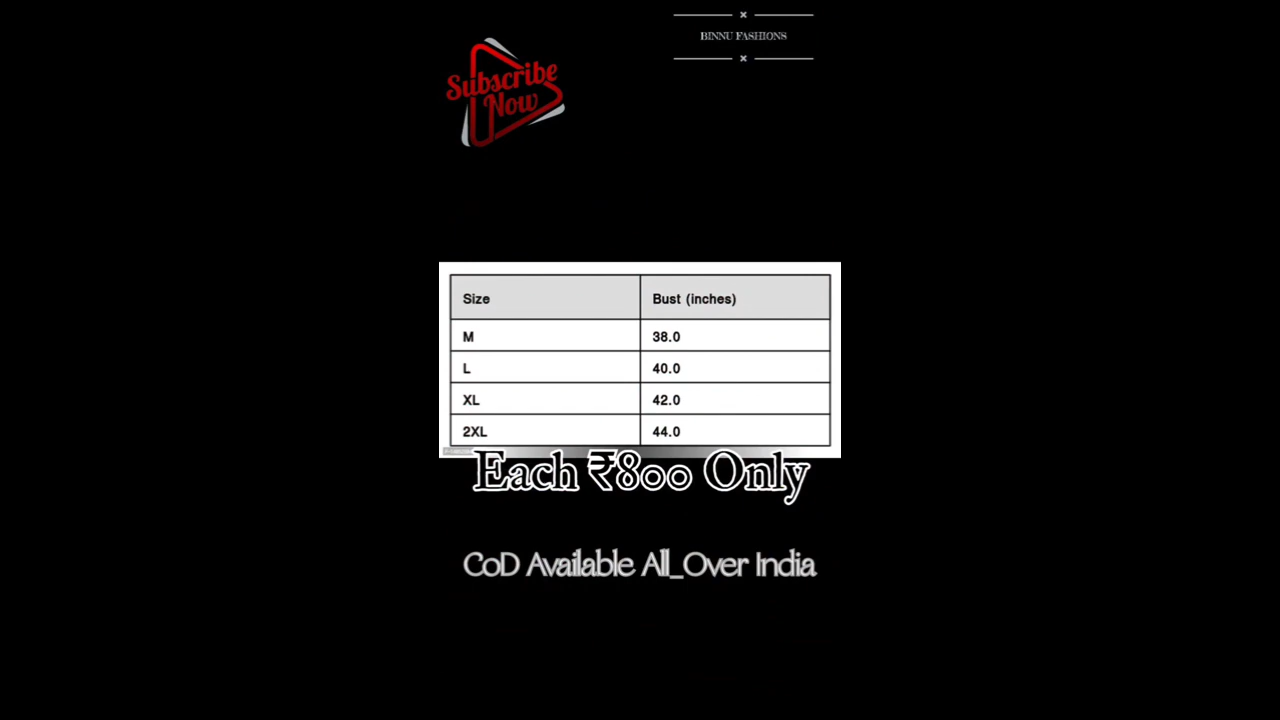 BINNU FASHIONS
Subscribe
Now
Size Bust (inches)
M 38.0
L 40.0
XL 42.0
2XL 44.0
Each ₹800 Only
CoD Available All_Over India